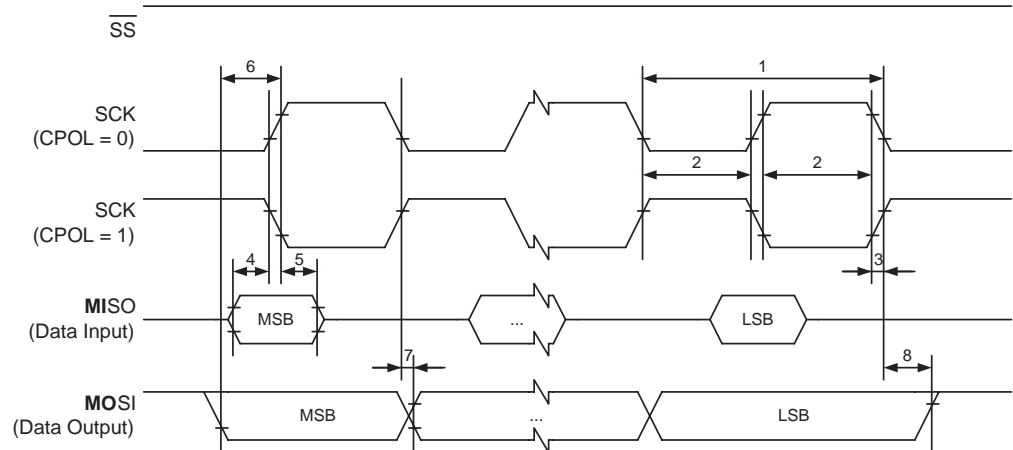 SS
6
1
SCK
(CPOL = 0)
2
2
SCK
(CPOL = 1)
4
5
3
MISO
(Data Input)
MSB
...
LSB
7
8
MOSI
(Data Output)
MSB
...
LSB